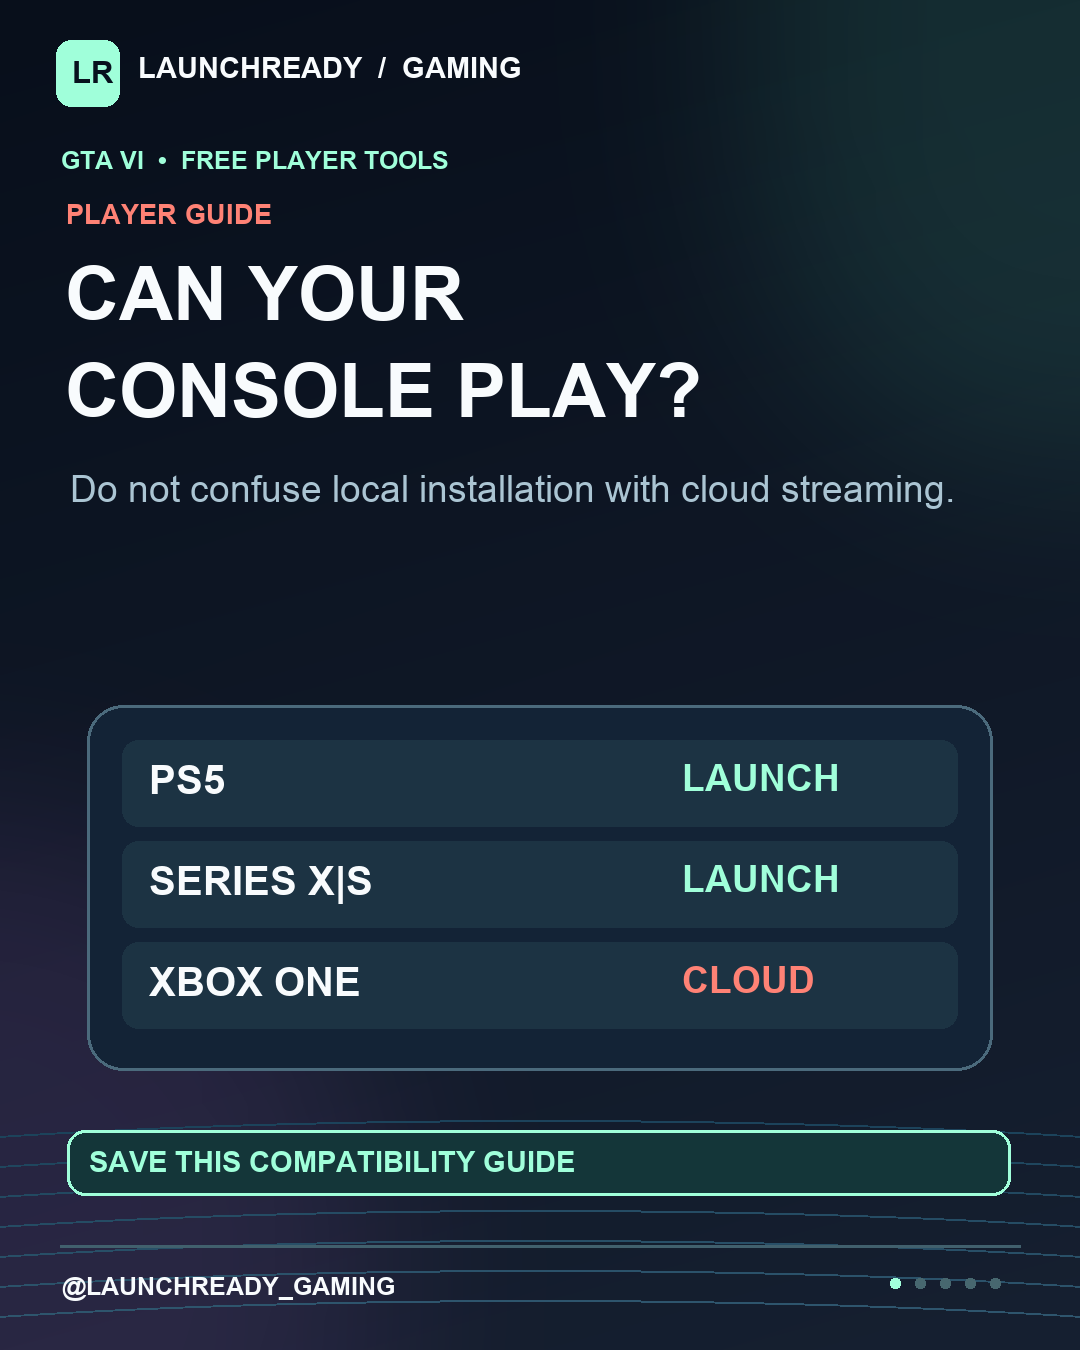 LR LAUNCHREADY / GAMING
GTA VI • FREE PLAYER TOOLS
PLAYER GUIDE
CAN YOUR
CONSOLE PLAY?
Do not confuse local installation with cloud streaming.
PS5 LAUNCH
SERIES X|S LAUNCH
XBOX ONE CLOUD
SAVE THIS COMPATIBILITY GUIDE
@LAUNCHREADY_GAMING